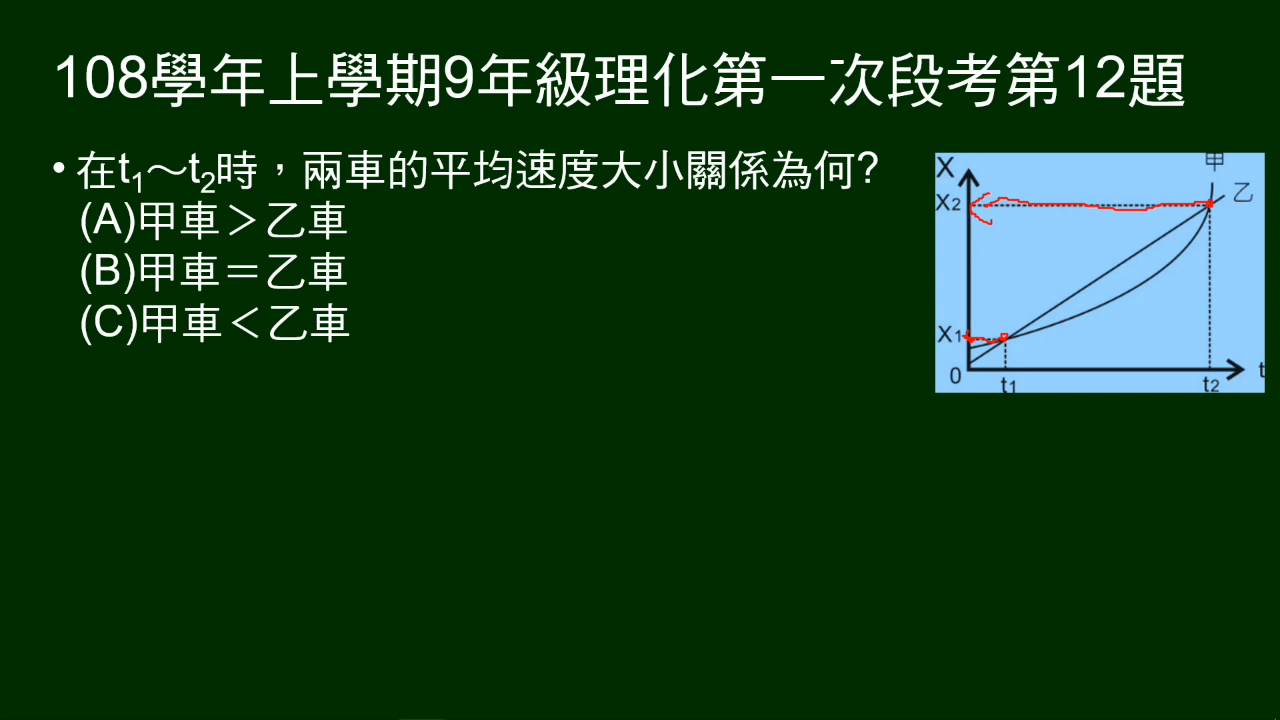 108學年上學期9年級理化第一次段考第12題
•在t₁～t₂時，兩車的平均速度大小關係為何?
(A)甲車＞乙車
(B)甲車＝乙車
(C)甲車＜乙車
甲
X
乙
X2
X1
0
t1
t2
t